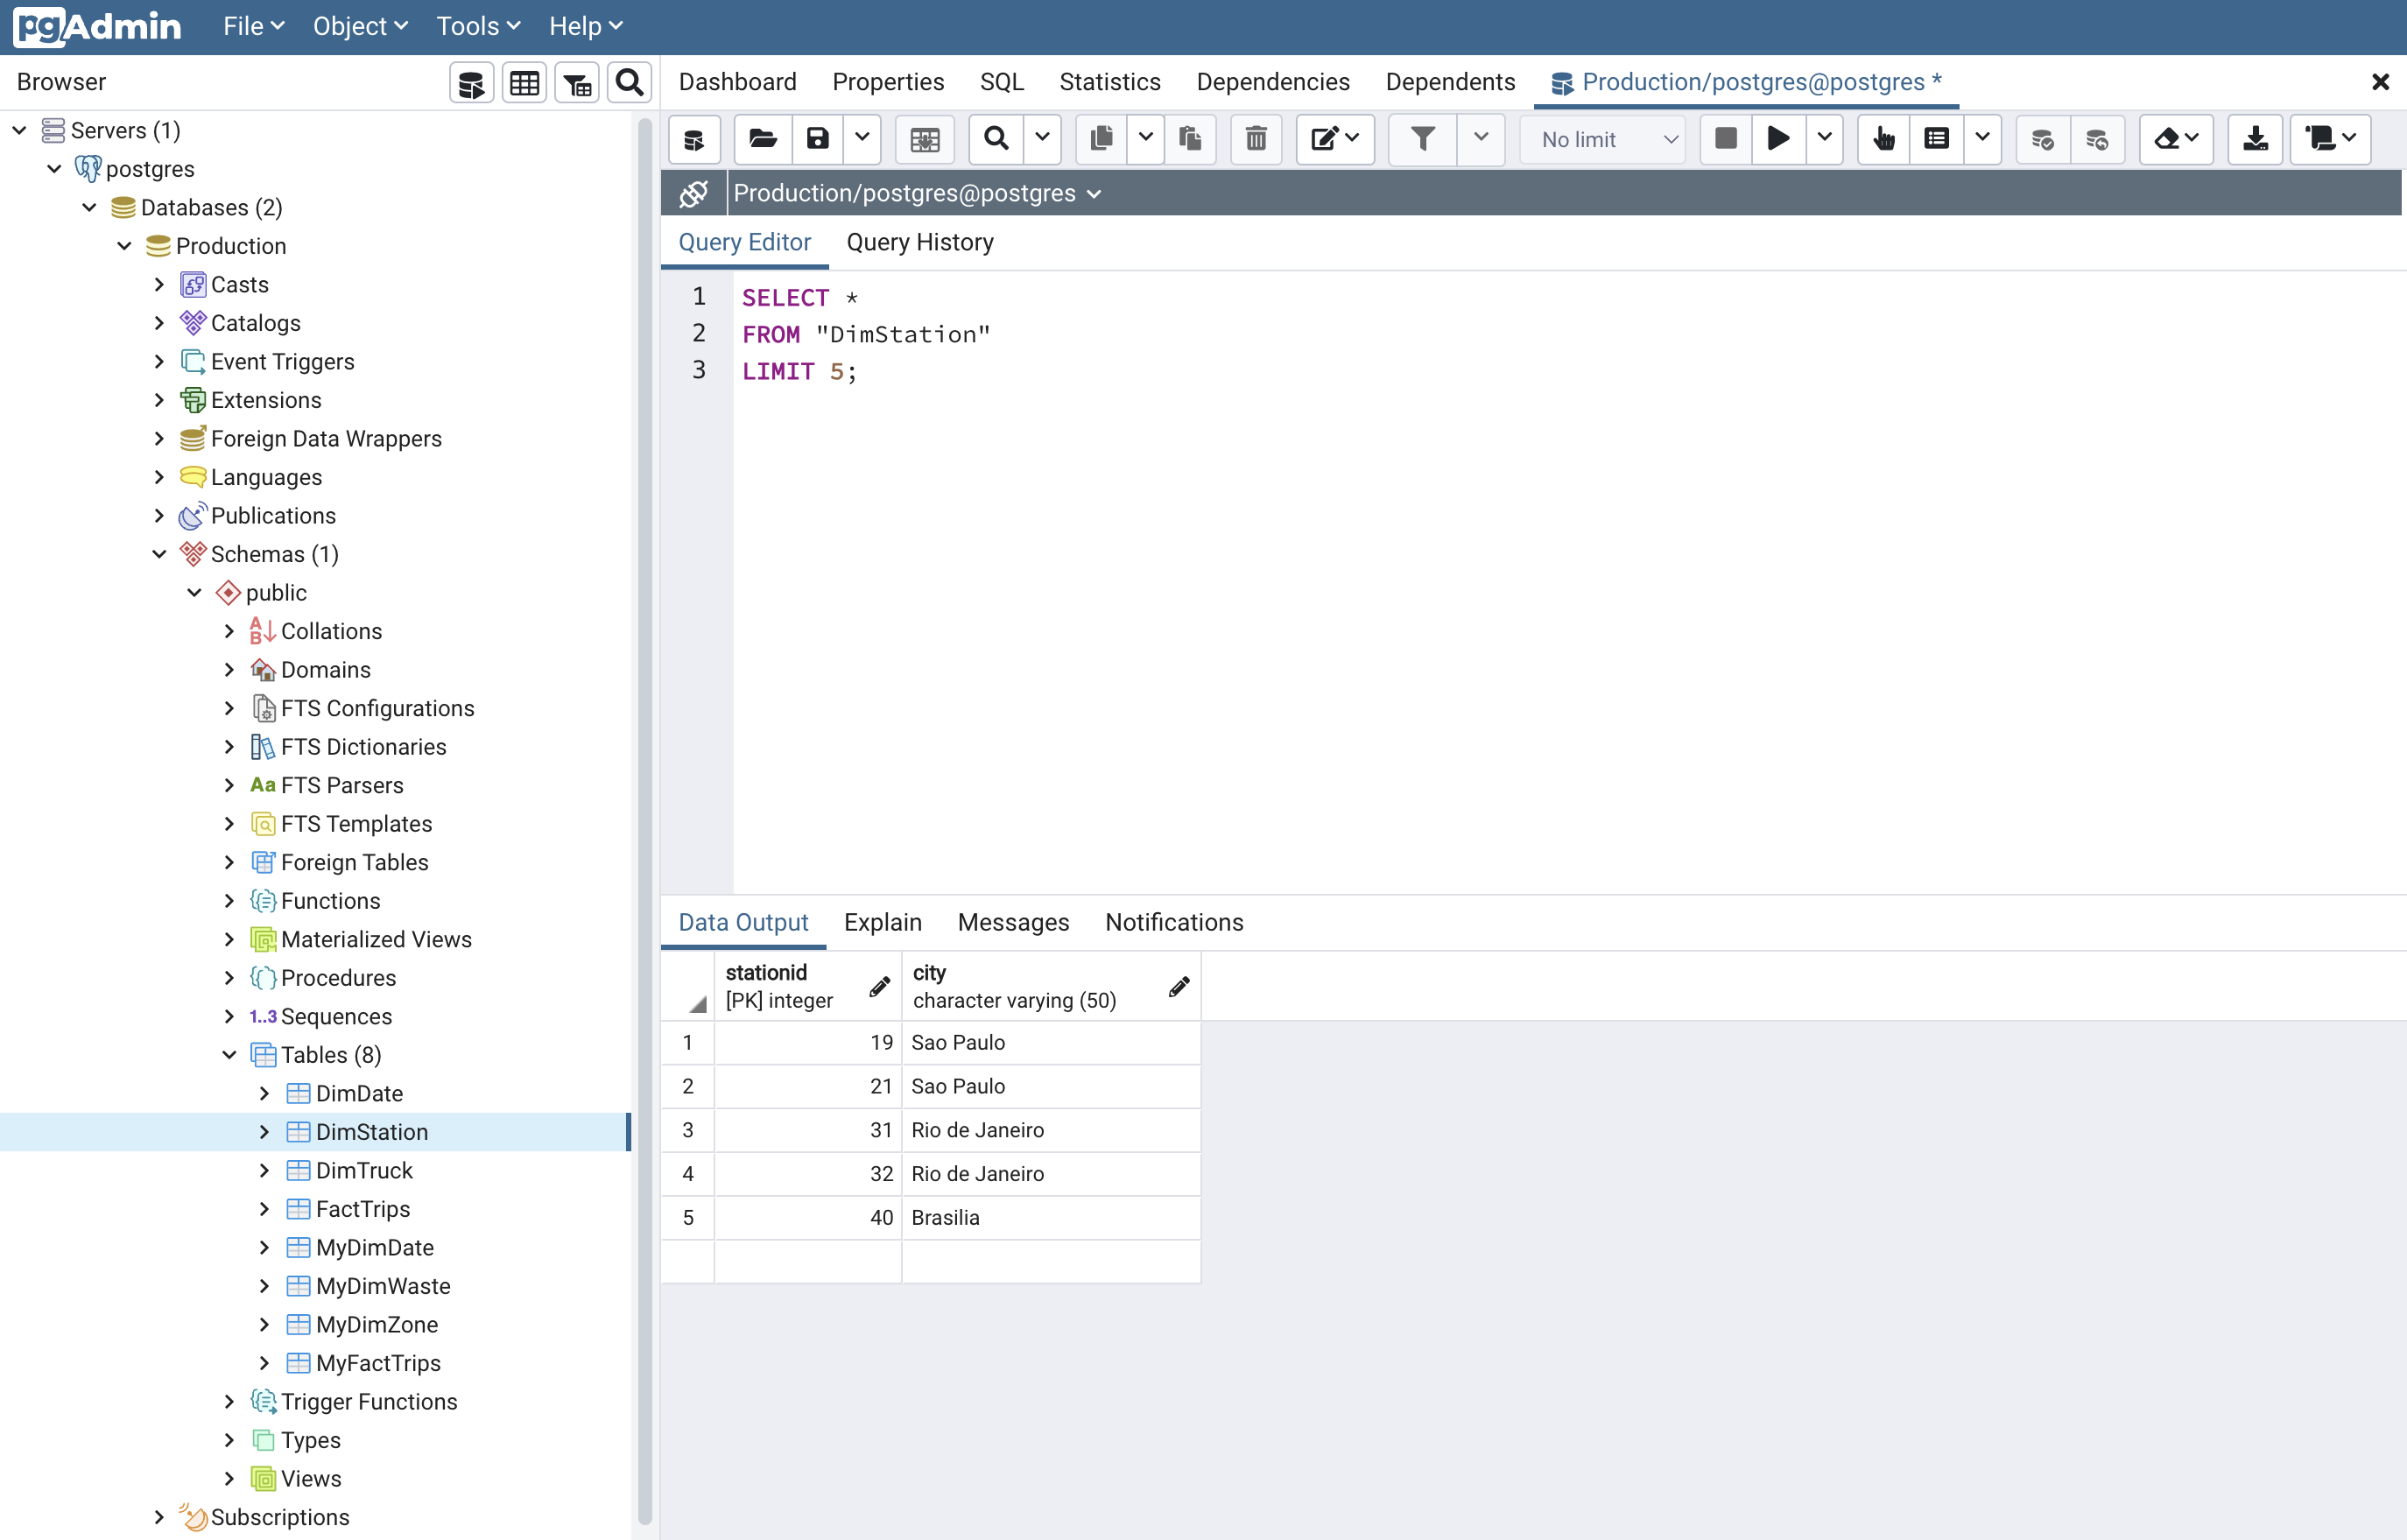 pgAdmin File Object Tools Help
Browser
Dashboard Properties SQL Statistics Dependencies Dependents Production/postgres@postgres *
Servers (1)
postgres
Databases (2)
Production
Casts
Catalogs
Event Triggers
Extensions
Foreign Data Wrappers
Languages
Publications
Schemas (1)
public
Collations
Domains
FTS Configurations
FTS Dictionaries
Aa FTS Parsers
FTS Templates
Foreign Tables
Functions
Materialized Views
Procedures
1..3 Sequences
Tables (8)
DimDate
DimStation
DimTruck
FactTrips
MyDimDate
MyDimWaste
MyDimZone
MyFactTrips
Trigger Functions
Types
Views
Subscriptions
No limit
Production/postgres@postgres
Query Editor Query History
1 SELECT *
2 FROM "DimStation"
3 LIMIT 5;
Data Output Explain Messages Notifications
stationid city
[PK] integer character varying (50)
1 19 Sao Paulo
2 21 Sao Paulo
3 31 Rio de Janeiro
4 32 Rio de Janeiro
5 40 Brasilia